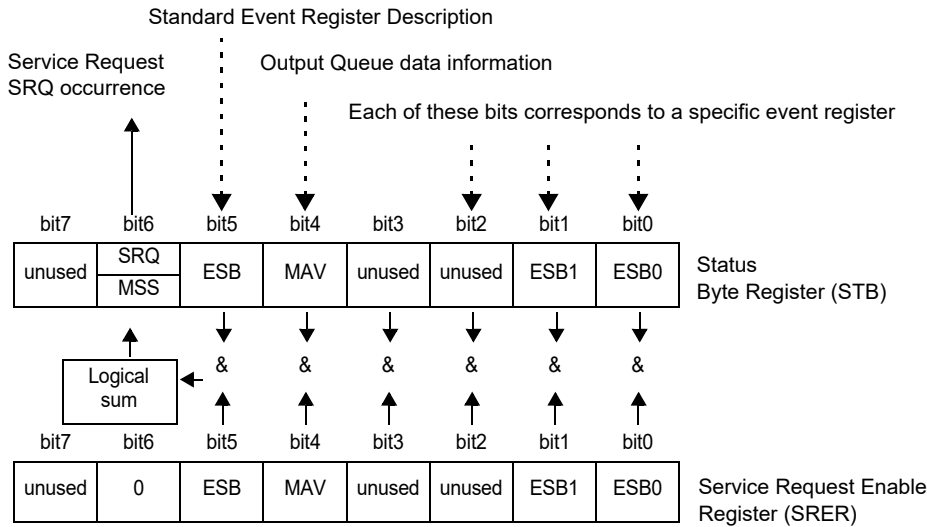 Standard Event Register Description
Service Request
SRQ occurrence
Output Queue data information
Each of these bits corresponds to a specific event register
bit7 bit6 bit5 bit4 bit3 bit2 bit1 bit0
unused SRQ MSS ESB MAV unused unused ESB1 ESB0
Status
Byte Register (STB)
& & & & & &
Logical
sum
bit7 bit6 bit5 bit4 bit3 bit2 bit1 bit0
unused 0 ESB MAV unused unused ESB1 ESB0
Service Request Enable
Register (SRER)